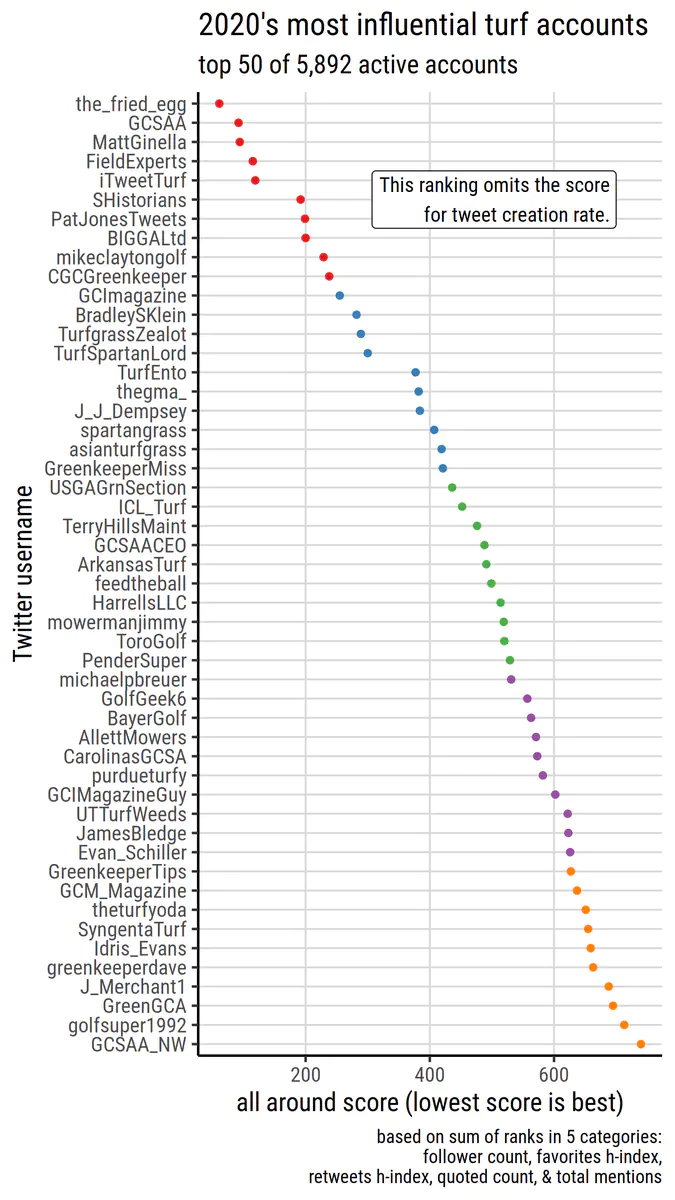 2020's most influential turf accounts
top 50 of 5,892 active accounts
the_fried_egg
GCSAA
MattGinella
FieldExperts
iTweetTurf
This ranking omits the score
for tweet creation rate.
SHistorians
PatJonesTweets
BIGGALtd
mikeclaytongolf
CGCGreenkeeper
GCImagazine
BradleySKlein
TurfgrassZealot
TurfSpartanLord
TurfEnto
thegma_
J_J_Dempsey
spartangrass
asianturfgrass
GreenkeeperMiss
USGAGrnSection
ICL_Turf
TerryHillsMaint
GCSAACEO
ArkansasTurf
feedtheball
HarrellsLLC
mowermanjimmy
ToroGolf
PenderSuper
michaelpbreuer
GolfGeek6
BayerGolf
AllettMowers
CarolinasGCSA
purdueturfy
GCIMagazineGuy
UTTurfWeeds
JamesBledge
Evan_Schiller
GreenkeeperTips
GCM_Magazine
theturfyoda
SyngentaTurf
Idris_Evans
greenkeeperdave
J_Merchant1
GreenGCA
golfsuper1992
GCSAA_NW
Twitter username
200 400 600
all around score (lowest score is best)
based on sum of ranks in 5 categories:
follower count, favorites h-index,
retweets h-index, quoted count, & total mentions